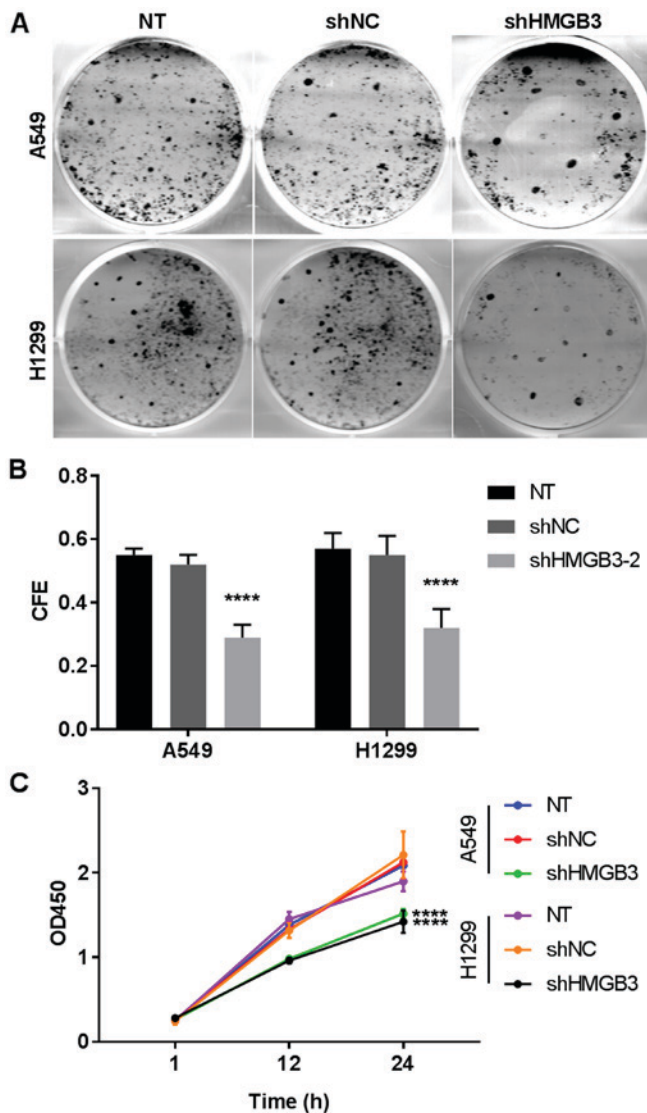 A
NT shNC shHMGB3
A549
H1299
B
CFE
0.8
0.6
0.4
0.2
0.0
****
****
A549 H1299
NT
shNC
shHMGB3-2
C
OD450
3
2
1
0
1 12 24
Time (h)
****
****
A549
NT
shNC
shHMGB3
H1299
NT
shNC
shHMGB3